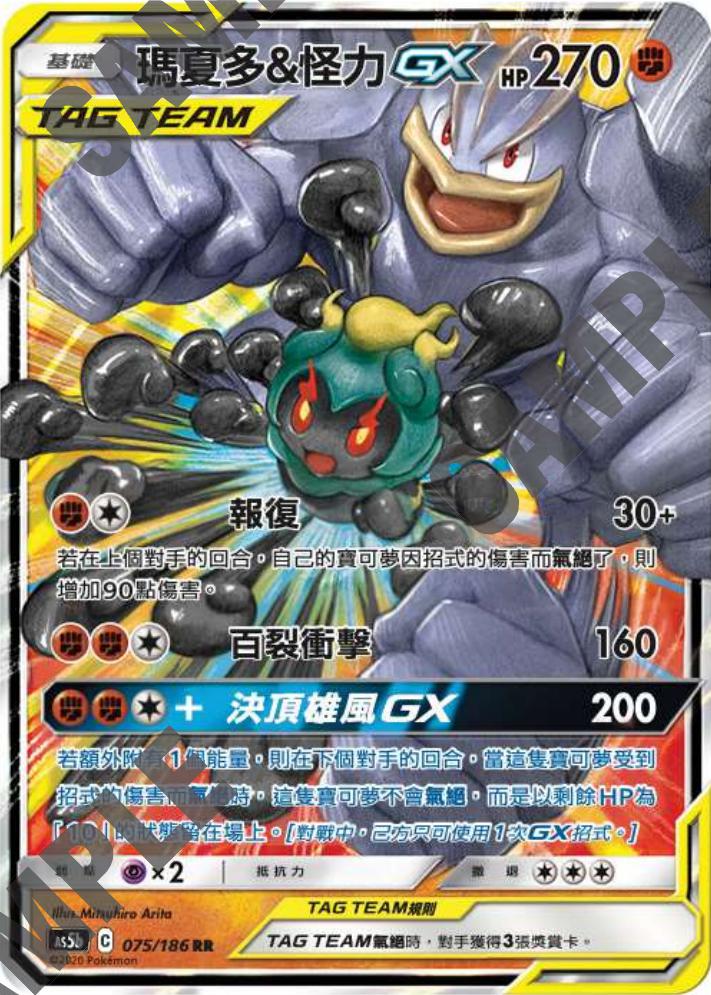 基礎 瑪夏多&怪力GX HP270
TAG TEAM
報復 30+
若在上個對手的回合，自己的寶可夢因招式的傷害而氣絕了，則
增加90點傷害。
百裂衝擊 160
+ 決頂雄風GX 200
若額外附有1個能量，則在下個對手的回合，當這隻寶可夢受到
招式的傷害而氣絕時，這隻寶可夢不會氣絕，而是以剩餘HP為
「10」的狀態留在場上。[對戰中，己方只可使用1次GX招式。]
弱點 ×2 抵抗力 撤退
Illus. Mitsuhiro Arita
TAG TEAM規則
AS5b C 075/186 RR
TAG TEAM氣絕時，對手獲得3張獎賞卡。
©2020 Pokémon
SAMPLE
SAMPLE
SAMPLE